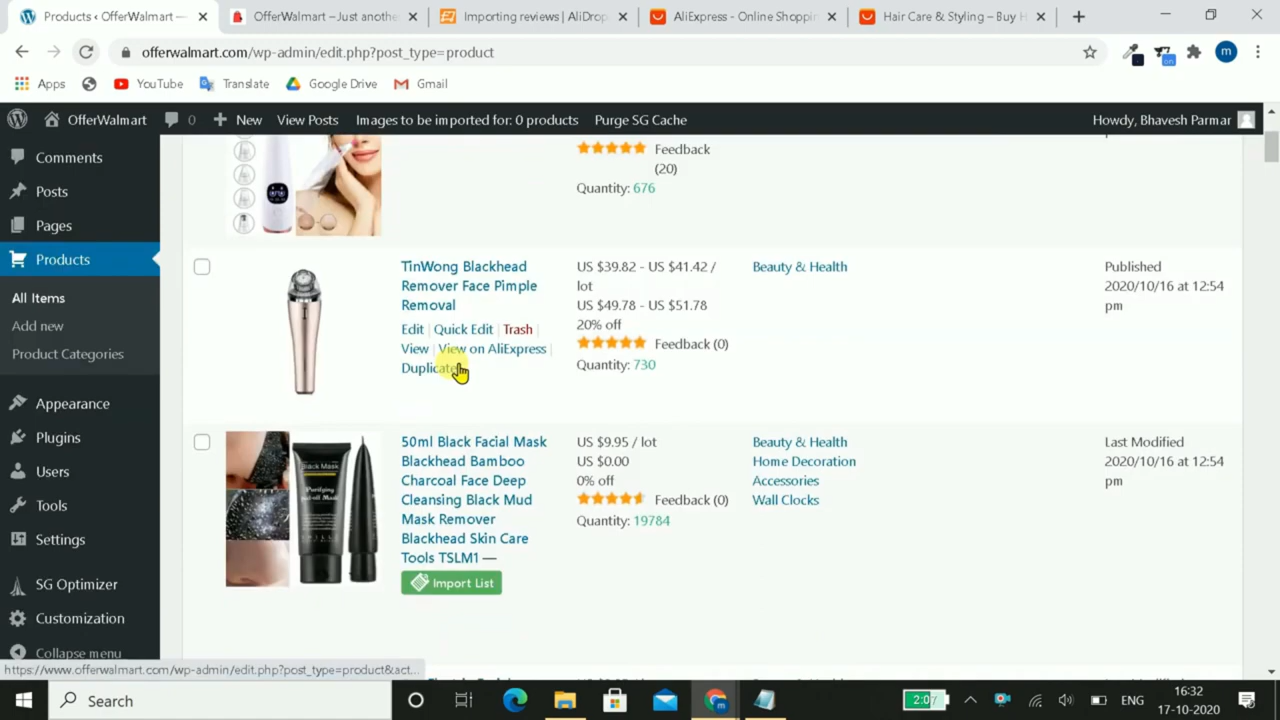 Products ‹ OfferWalmart —
OfferWalmart – Just anothe
Importing reviews | AliDrop
AliExpress - Online Shoppin
Hair Care & Styling – Buy H
offerwalmart.com/wp-admin/edit.php?post_type=product
m
on
Apps
YouTube
Translate
Google Drive
Gmail
OfferWalmart
0
New
View Posts
Images to be imported for: 0 products
Purge SG Cache
Howdy, Bhavesh Parmar
Comments
Posts
Pages
Products
All Items
Add new
Product Categories
Appearance
Plugins
Users
Tools
Settings
SG Optimizer
Customization
Collapse menu
Feedback
(20)
Quantity: 676
TinWong Blackhead
Remover Face Pimple
Removal
Edit | Quick Edit | Trash |
View | View on AliExpress |
Duplicate
US $39.82 - US $41.42 /
lot
US $49.78 - US $51.78
20% off
Feedback (0)
Quantity: 730
Beauty & Health
Published
2020/10/16 at 12:54
pm
50ml Black Facial Mask
Blackhead Bamboo
Charcoal Face Deep
Cleansing Black Mud
Mask Remover
Blackhead Skin Care
Tools TSLM1 —
Import List
US $9.95 / lot
US $0.00
0% off
Feedback (0)
Quantity: 19784
Beauty & Health
Home Decoration
Accessories
Wall Clocks
Last Modified
2020/10/16 at 12:54
pm
https://www.offerwalmart.com/wp-admin/edit.php?post_type=product&act...
Search
2:07
ENG
16:32
17-10-2020